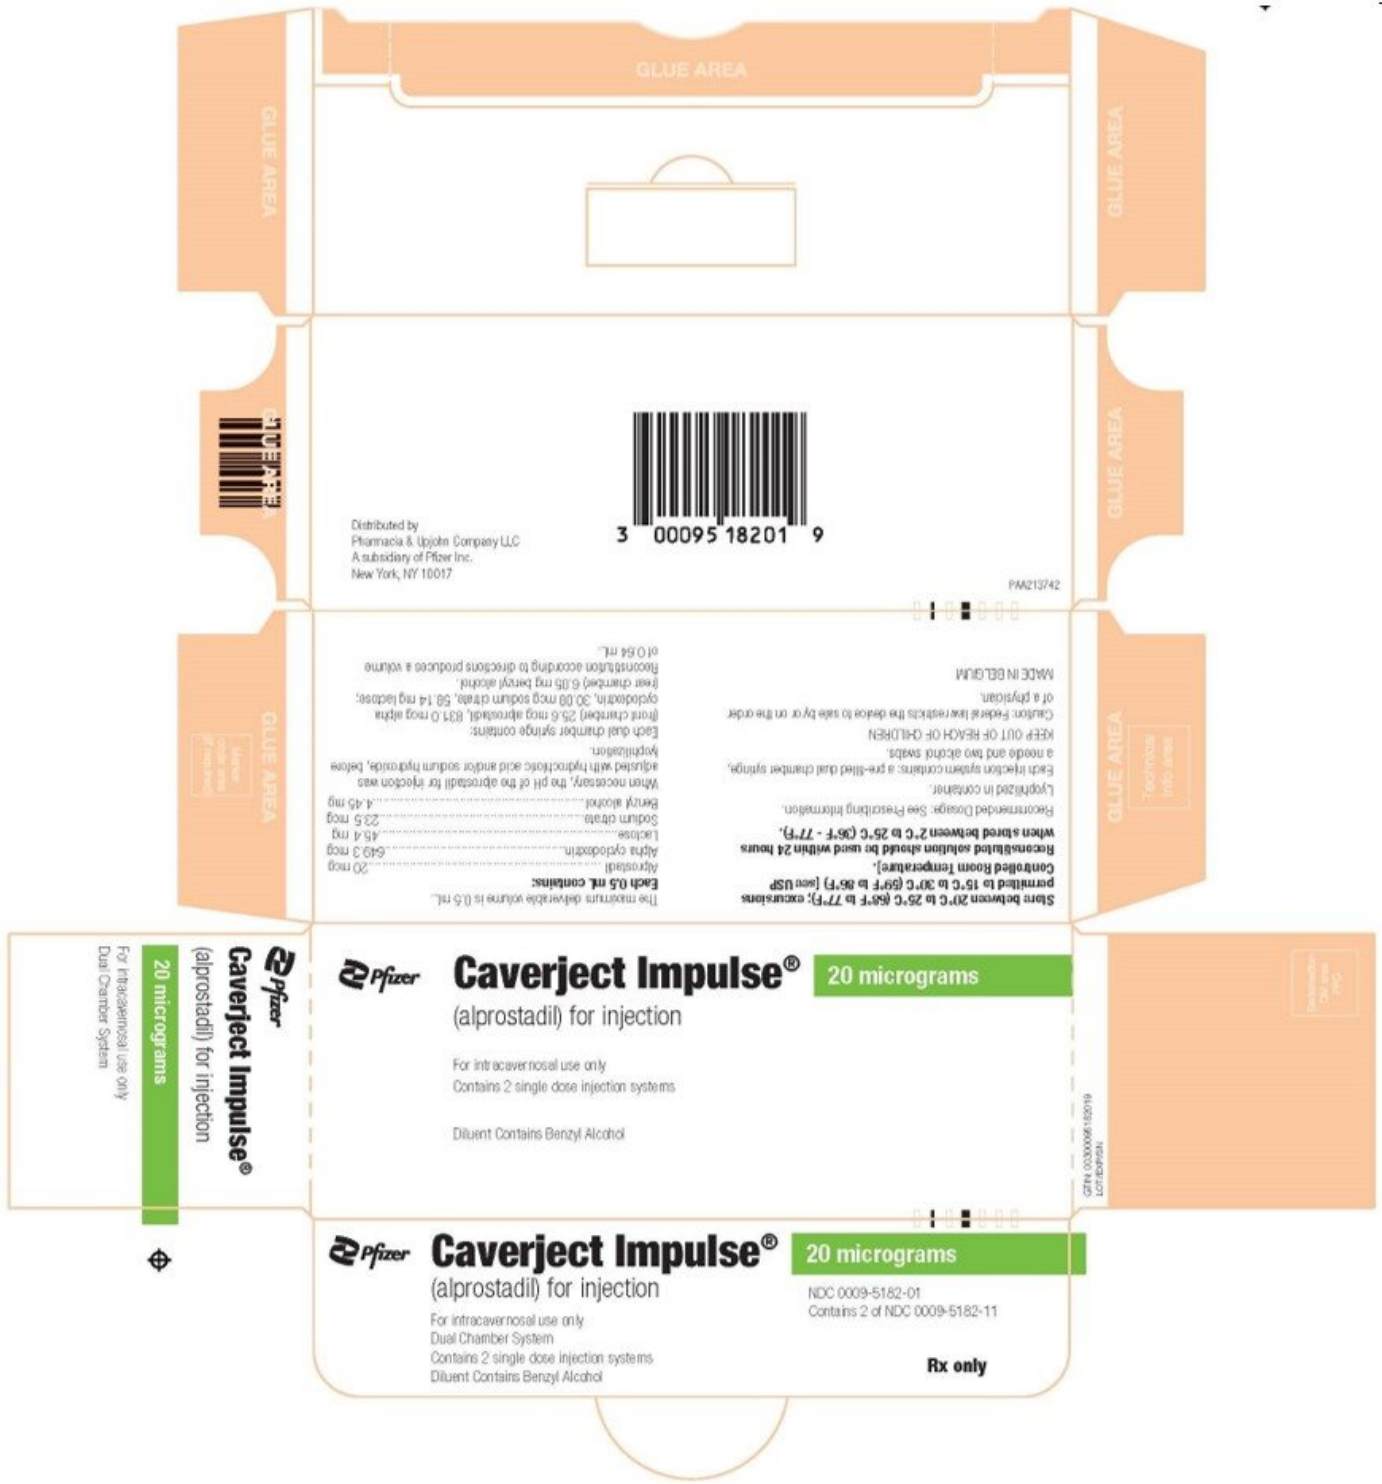 GLUE AREA
GLUE AREA
GLUE AREA
GLUE AREA
GLUE AREA
3 00095 18201 9
Distributed by
Pharmacia & Upjohn Company LLC
A subsidiary of Pfizer Inc.
New York, NY 10017
PAA213742
GLUE AREA
GLUE AREA
Technical
info area
Store between 20°C to 25°C (68°F to 77°F); excursions
permitted to 15°C to 30°C (59°F to 86°F) [see USP
Controlled Room Temperature].
Reconstituted solution should be used within 24 hours
when stored between 2°C to 25°C (36°F - 77°F).
Recommended Dosage: See Prescribing Information.
Lyophilized in container.
Each injection system contains: a pre-filled dual chamber syringe,
a needle and two alcohol swabs.
KEEP OUT OF REACH OF CHILDREN
Caution: Federal law restricts the device to sale by or on the order
of a physician.
MADE IN BELGIUM
The maximum deliverable volume is 0.5 mL.
Each 0.5 mL contains:
Alprostadil ........ 20 mcg
Alpha cyclodextrin ........ 649.3 mcg
Lactose ........ 45.4 mg
Sodium citrate ........ 23.5 mcg
Benzyl alcohol ........ 4.45 mg
When necessary, the pH of the alprostadil for injection was
adjusted with hydrochloric acid and/or sodium hydroxide, before
lyophilization.
Each dual chamber syringe contains:
(front chamber) 25.6 mcg alprostadil, 831.0 mcg alpha
cyclodextrin, 30.08 mcg sodium citrate, 58.14 mg lactose;
(rear chamber) 6.05 mg benzyl alcohol.
Reconstitution according to directions produces a volume
of 0.64 mL.
Pfizer
Caverject Impulse®
(alprostadil) for injection
20 micrograms
For intracavernosal use only
Dual Chamber System
Pfizer
Caverject Impulse®
20 micrograms
(alprostadil) for injection
For intracavernosal use only
Contains 2 single dose injection systems
Diluent Contains Benzyl Alcohol
GTIN: 00300095182019
LOT/EXP/SN
Pfizer
Caverject Impulse®
20 micrograms
(alprostadil) for injection
NDC 0009-5182-01
Contains 2 of NDC 0009-5182-11
For intracavernosal use only
Dual Chamber System
Contains 2 single dose injection systems
Diluent Contains Benzyl Alcohol
Rx only